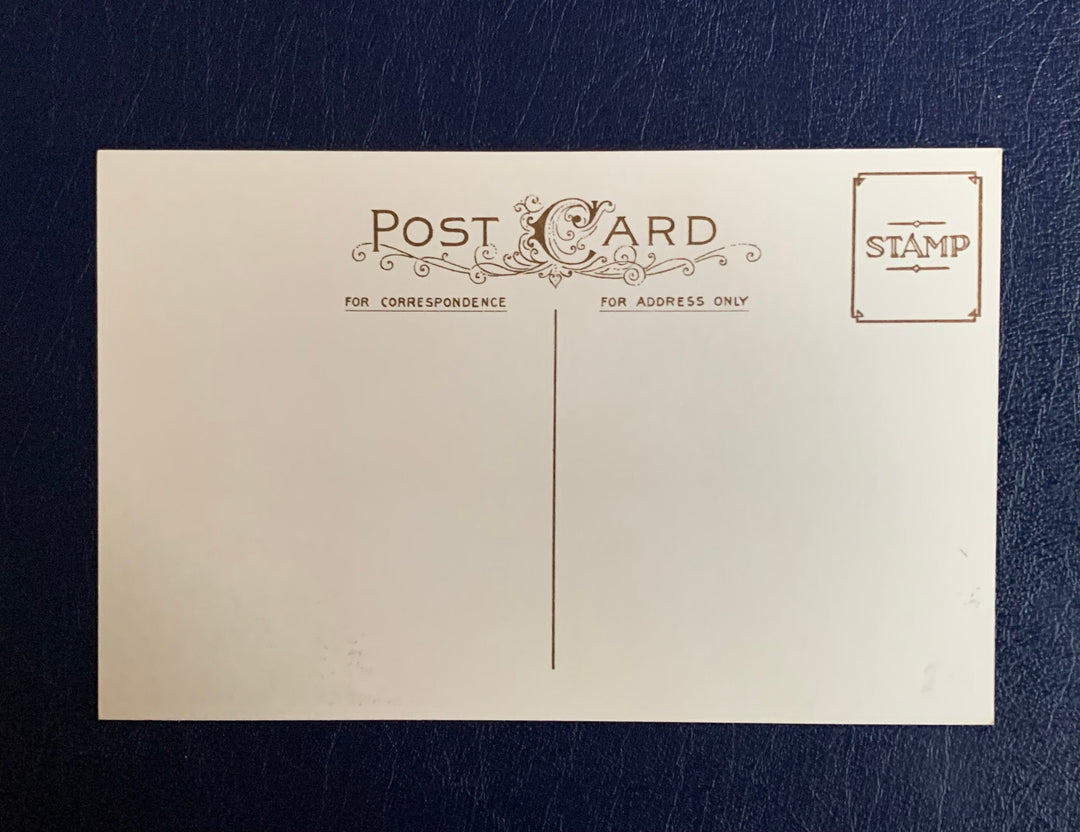 POST CARD
STAMP
FOR CORRESPONDENCE
FOR ADDRESS ONLY